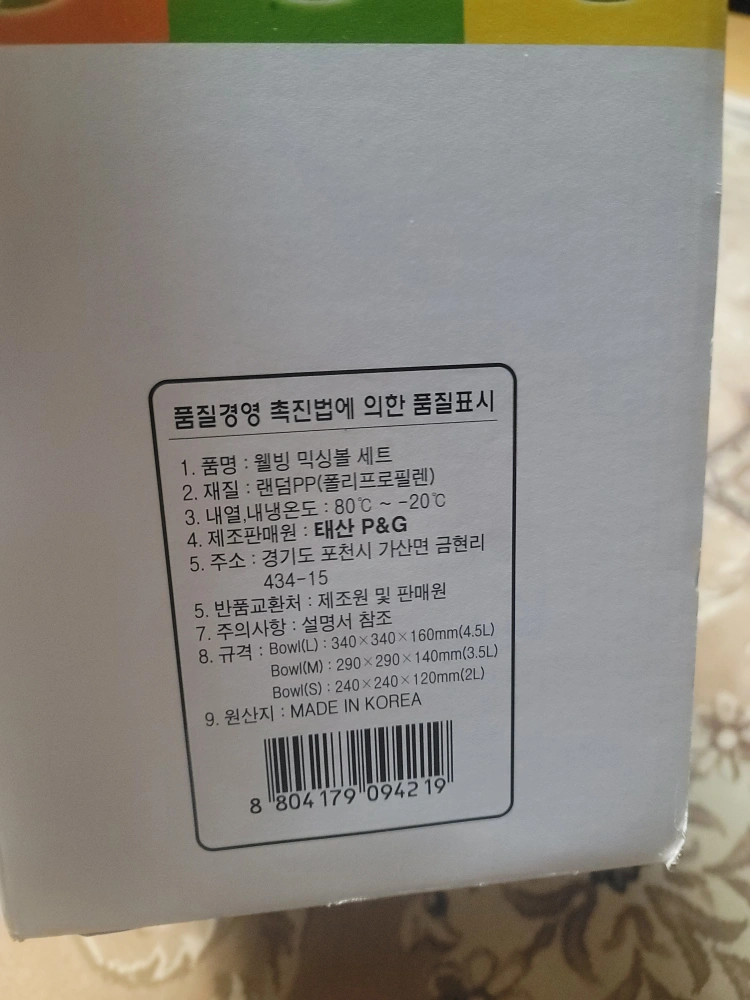 품질경영 촉진법에 의한 품질표시
1. 품명 : 웰빙 믹싱볼 세트
2. 재질 : 랜덤PP(폴리프로필렌)
3. 내열,내냉온도 : 80℃ ~ -20℃
4. 제조판매원 : 태산 P&G
5. 주소 : 경기도 포천시 가산면 금현리
434-15
5. 반품교환처 : 제조원 및 판매원
7. 주의사항 : 설명서 참조
8. 규격 : Bowl(L) : 340×340×160mm(4.5L)
Bowl(M) : 290×290×140mm(3.5L)
Bowl(S) : 240×240×120mm(2L)
9. 원산지 : MADE IN KOREA
8 804179 094219